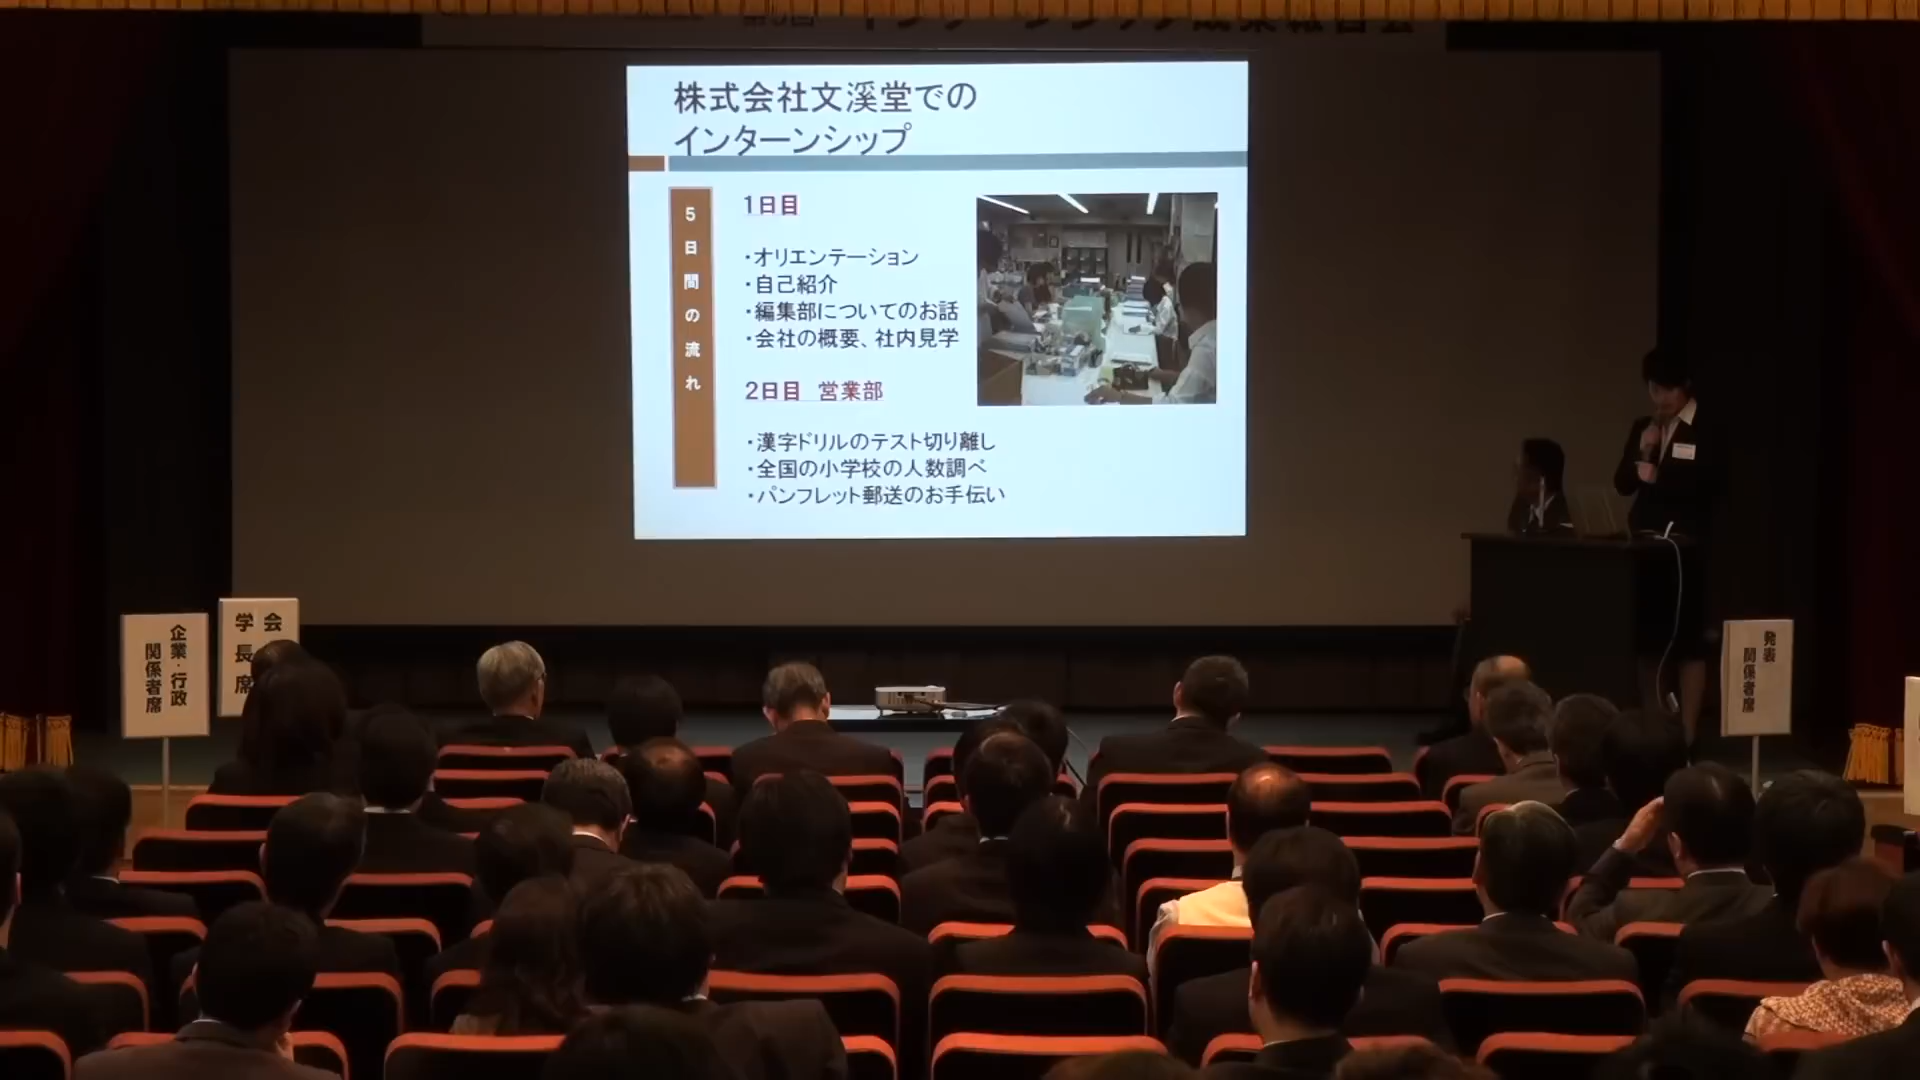 株式会社文溪堂での
インターンシップ
5日間の流れ
1日目
・オリエンテーション
・自己紹介
・編集部についてのお話
・会社の概要、社内見学
2日目 営業部
・漢字ドリルのテスト切り離し
・全国の小学校の人数調べ
・パンフレット郵送のお手伝い
企業・行政
関係者席
会
学長席
発表
関係者席